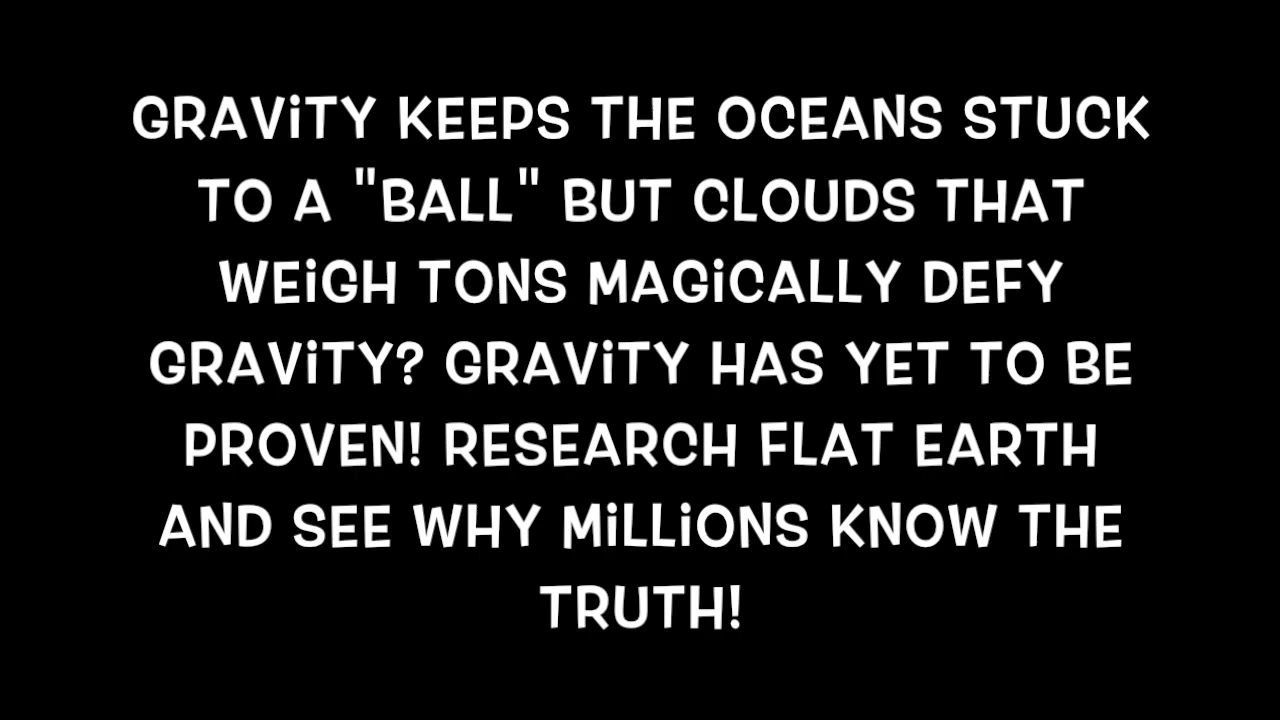 GRAViTY KEEPS THE OCEANS STUCK
TO A "BALL" BUT CLOUDS THAT
WEiGH TONS MAGiCALLY DEFY
GRAViTY? GRAViTY HAS YET TO BE
PROVEN! RESEARCH FLAT EARTH
AND SEE WHY MiLLiONS KNOW THE
TRUTH!